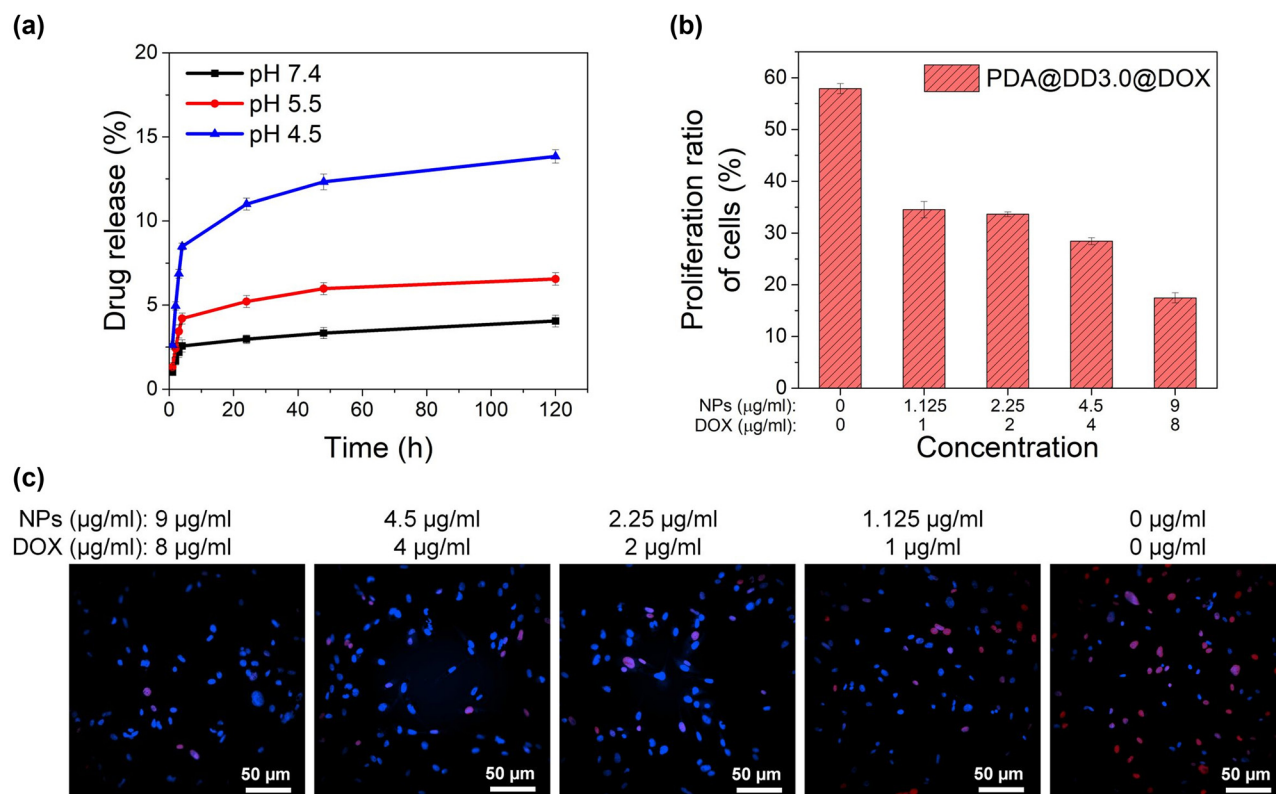 (a)
20
15
10
5
0
Drug release (%)
pH 7.4
pH 5.5
pH 4.5
0 20 40 60 80 100 120
Time (h)
(b)
60
50
40
30
20
10
0
Proliferation ratio
of cells (%)
PDA@DD3.0@DOX
NPs (μg/ml): 0 1.125 2.25 4.5 9
DOX (μg/ml): 0 1 2 4 8
Concentration
(c)
NPs (μg/ml): 9 μg/ml 4.5 μg/ml 2.25 μg/ml 1.125 μg/ml 0 μg/ml
DOX (μg/ml): 8 μg/ml 4 μg/ml 2 μg/ml 1 μg/ml 0 μg/ml
50 μm 50 μm 50 μm 50 μm 50 μm